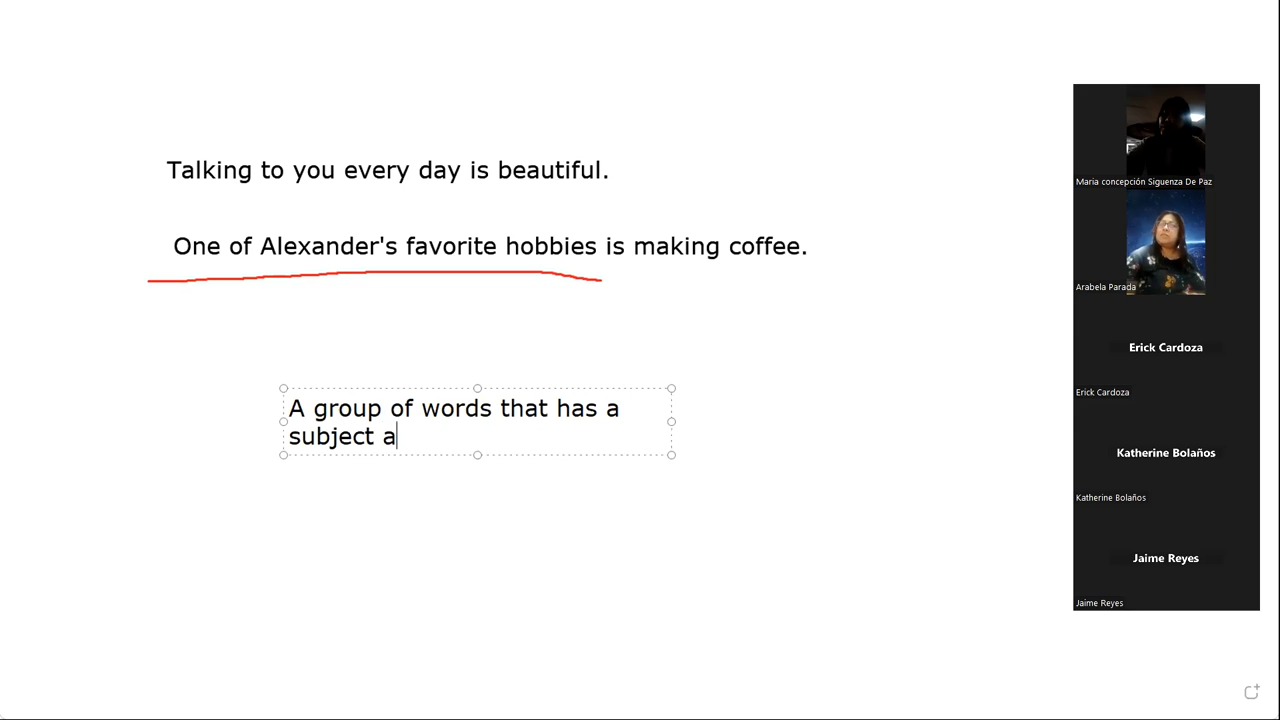 Talking to you every day is beautiful.
One of Alexander's favorite hobbies is making coffee.
A group of words that has a
subject a
Maria concepción Siguenza De Paz
Arabela Parada
Erick Cardoza
Erick Cardoza
Katherine Bolaños
Katherine Bolaños
Jaime Reyes
Jaime Reyes